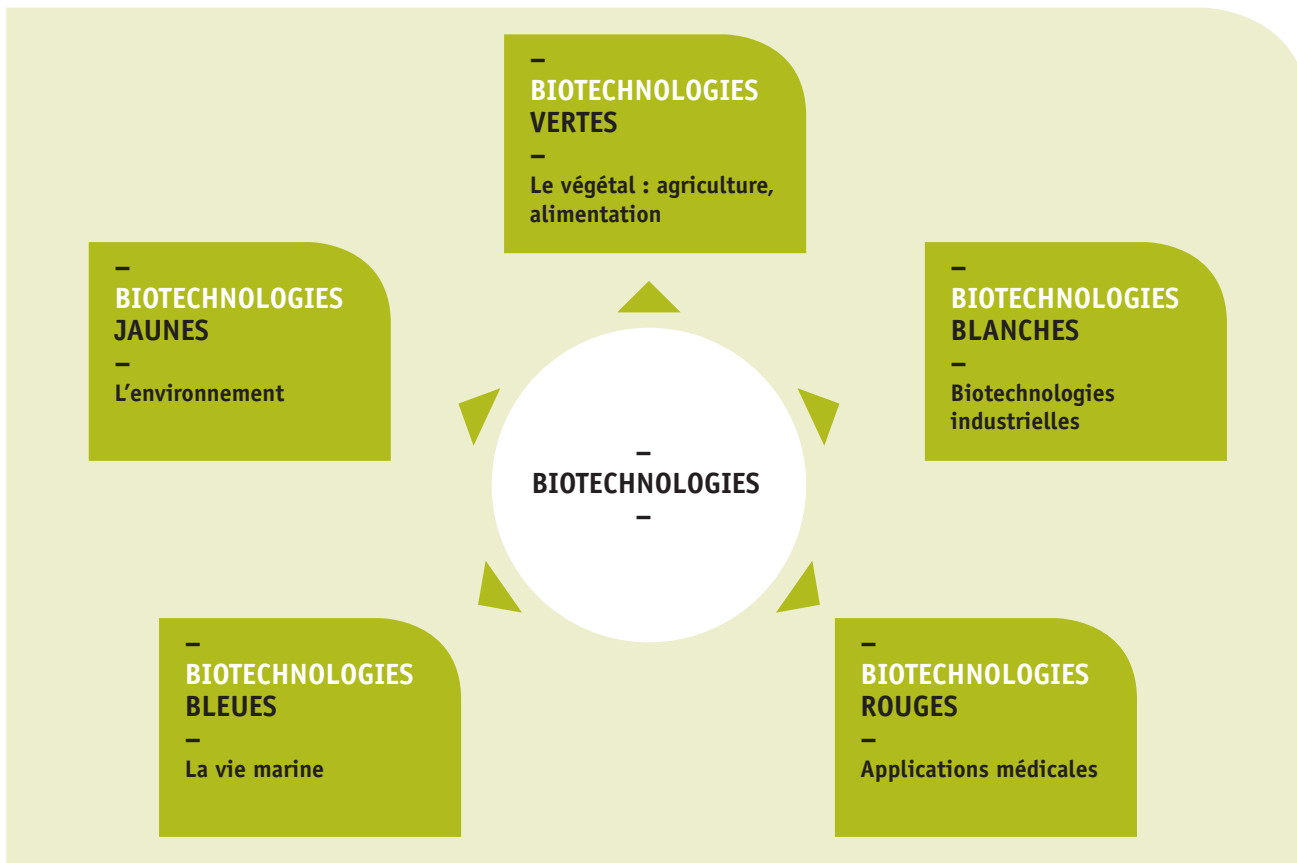 –
BIOTECHNOLOGIES
VERTES
–
Le végétal : agriculture,
alimentation
–
BIOTECHNOLOGIES
JAUNES
–
L’environnement
–
BIOTECHNOLOGIES
BLANCHES
–
Biotechnologies
industrielles
–
BIOTECHNOLOGIES
–
–
BIOTECHNOLOGIES
BLEUES
–
La vie marine
–
BIOTECHNOLOGIES
ROUGES
–
Applications médicales